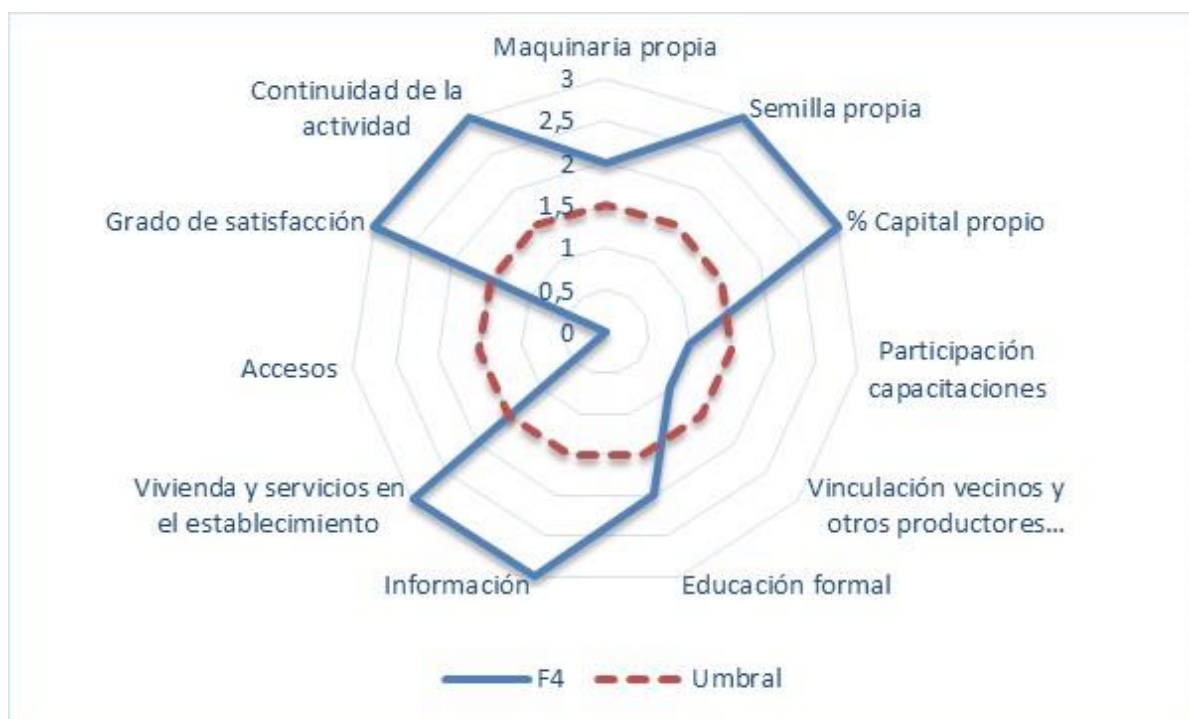 Maquinaria propia
3
2,5
2
1,5
1
0,5
0
Semilla propia
% Capital propio
Participación
capacitaciones
Vinculación vecinos y
otros productores...
Educación formal
Información
Vivienda y servicios en
el establecimiento
Accesos
Grado de satisfacción
Continuidad de la
actividad
F4
Umbral